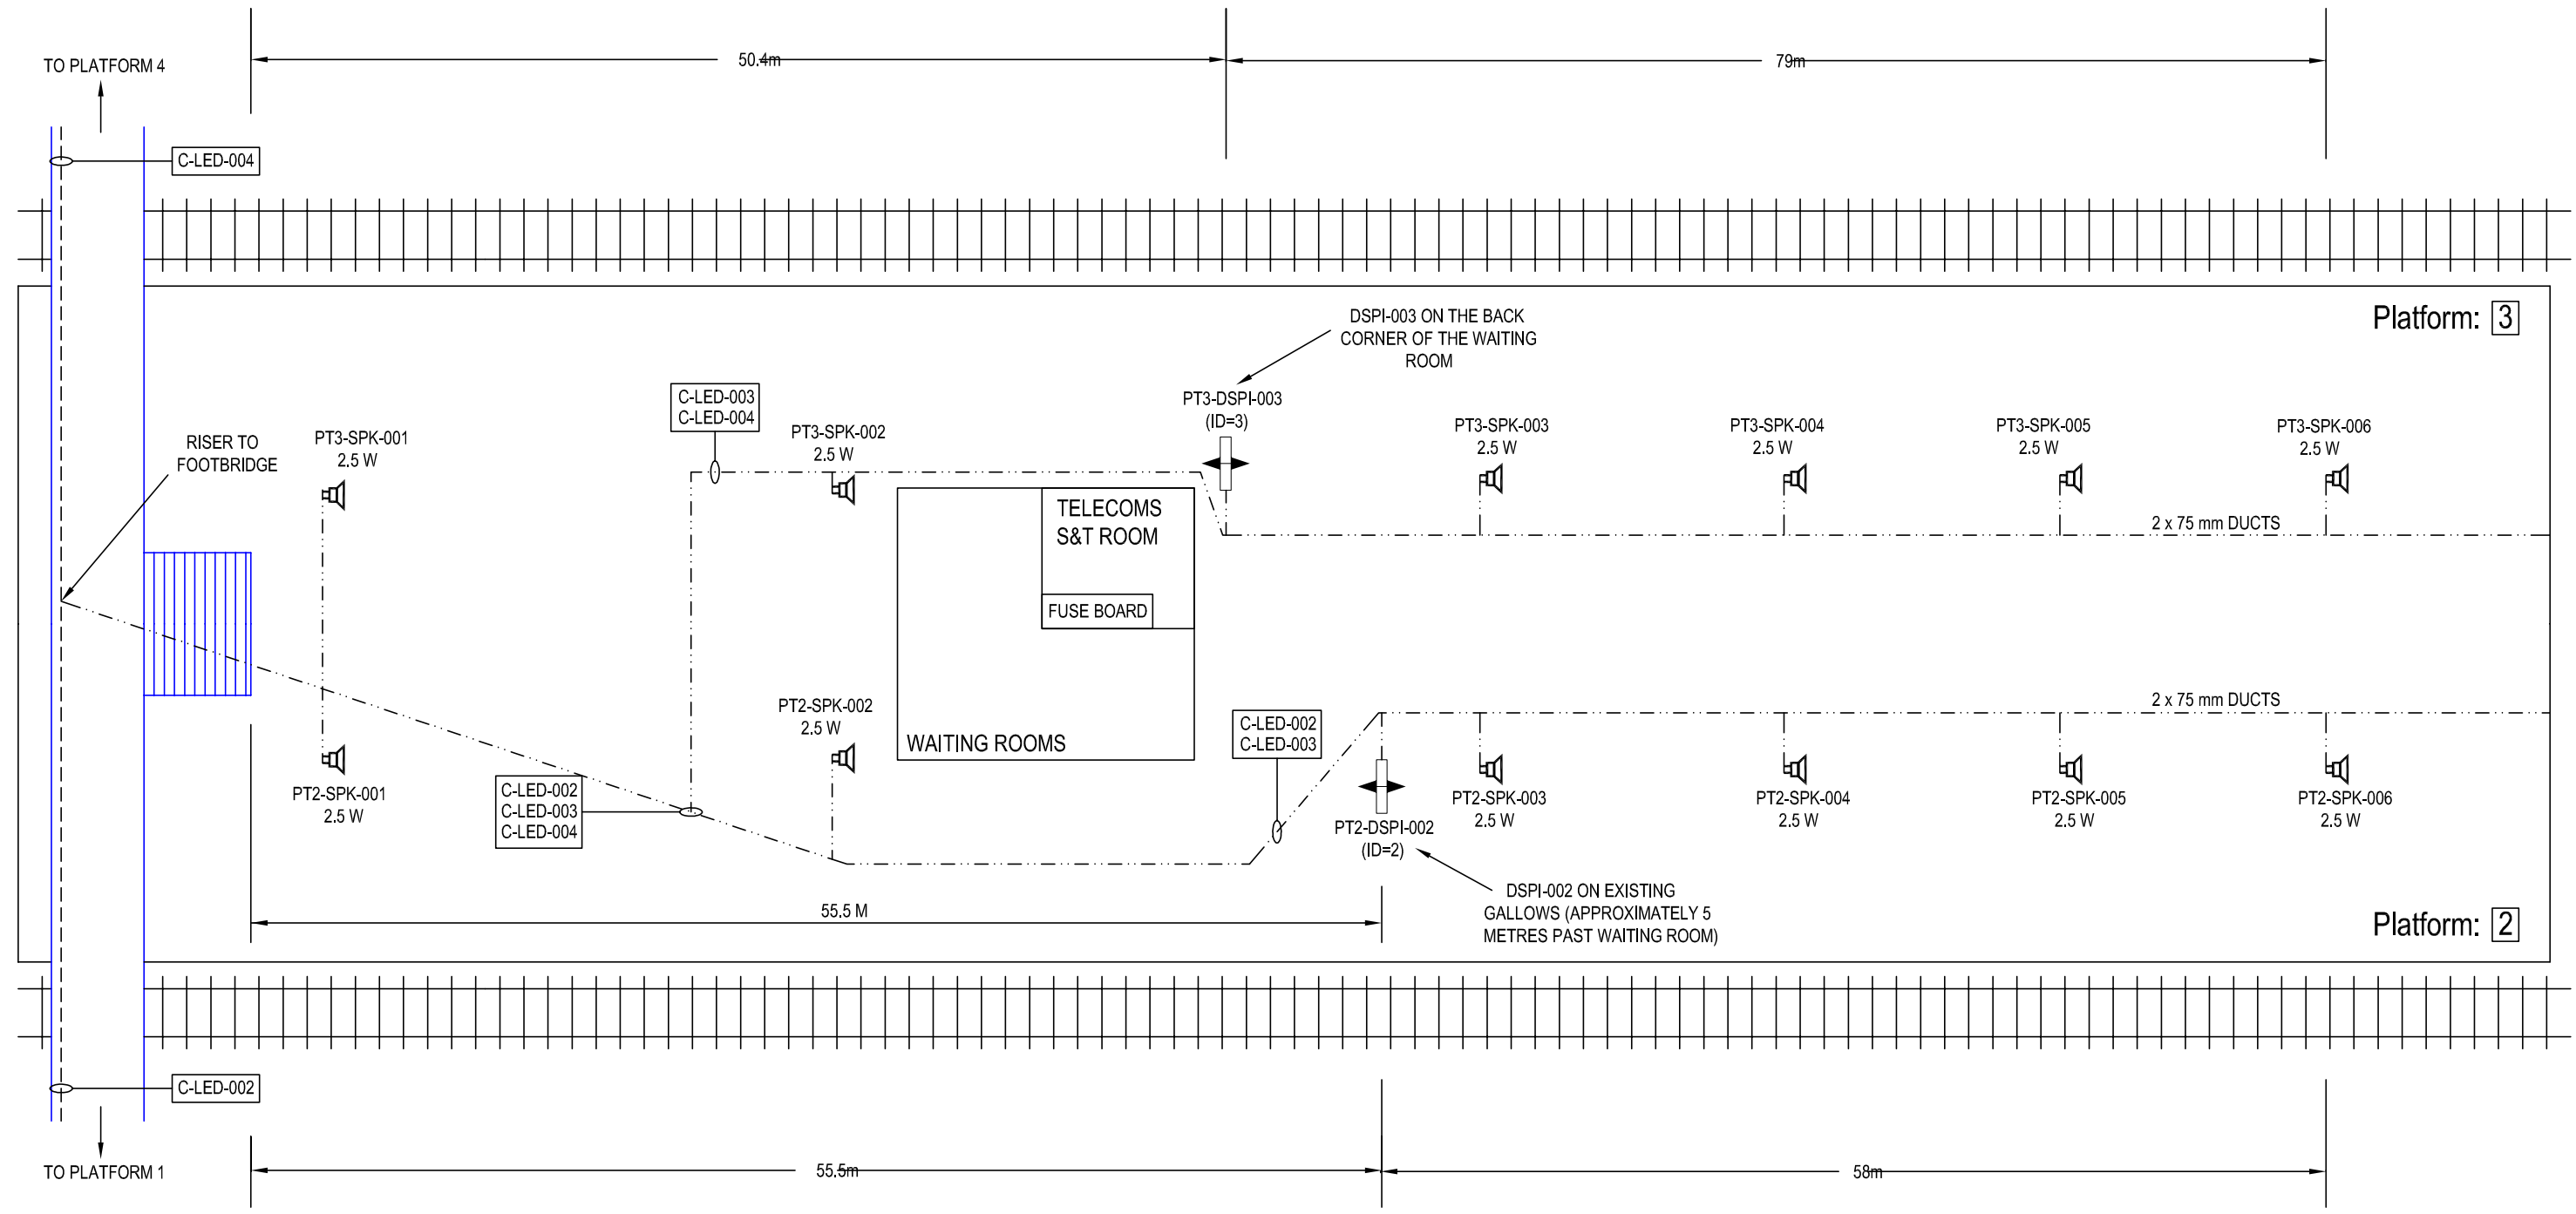 50.4m
79m
TO PLATFORM 4
C-LED-004
Platform: 3
DSPI-003 ON THE BACK
CORNER OF THE WAITING
ROOM
C-LED-003
C-LED-004
PT3-DSPI-003
(ID=3)
RISER TO
FOOTBRIDGE
PT3-SPK-001
2.5 W
PT3-SPK-002
2.5 W
PT3-SPK-003
2.5 W
PT3-SPK-004
2.5 W
PT3-SPK-005
2.5 W
PT3-SPK-006
2.5 W
TELECOMS
S&T ROOM
2 x 75 mm DUCTS
FUSE BOARD
WAITING ROOMS
2 x 75 mm DUCTS
PT2-SPK-001
2.5 W
PT2-SPK-002
2.5 W
C-LED-002
C-LED-003
C-LED-004
C-LED-002
C-LED-003
PT2-DSPI-002
(ID=2)
PT2-SPK-003
2.5 W
PT2-SPK-004
2.5 W
PT2-SPK-005
2.5 W
PT2-SPK-006
2.5 W
DSPI-002 ON EXISTING
GALLOWS (APPROXIMATELY 5
METRES PAST WAITING ROOM)
55.5 M
Platform: 2
C-LED-002
TO PLATFORM 1
55.5m
58m